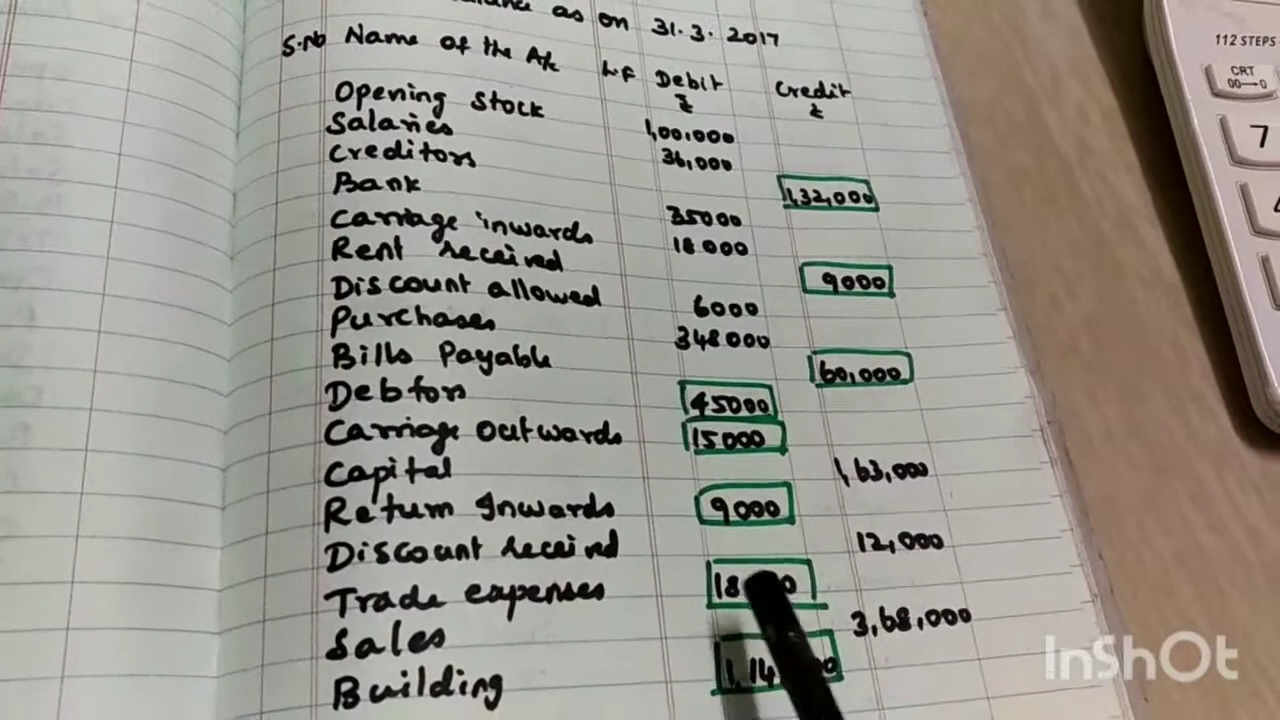 as on 31.3.2017
S.No Name of the A/c L.F Debit ₹ Credit ₹
Opening Stock 1,00,000
Salaries 36,000
Creditors 1,32,000
Bank 35000
Carriage inwards 18000
Rent received 9000
Discount allowed 6000
Purchases 348000
Bills Payable 60,000
Debtors 45000
Carriage Outwards 15000
Capital 1,63,000
Return Inwards 9000
Discount received 12,000
Trade expenses
Sales 3,68,000
Building
112 STEPS
CRT
00→0
7
InShOt